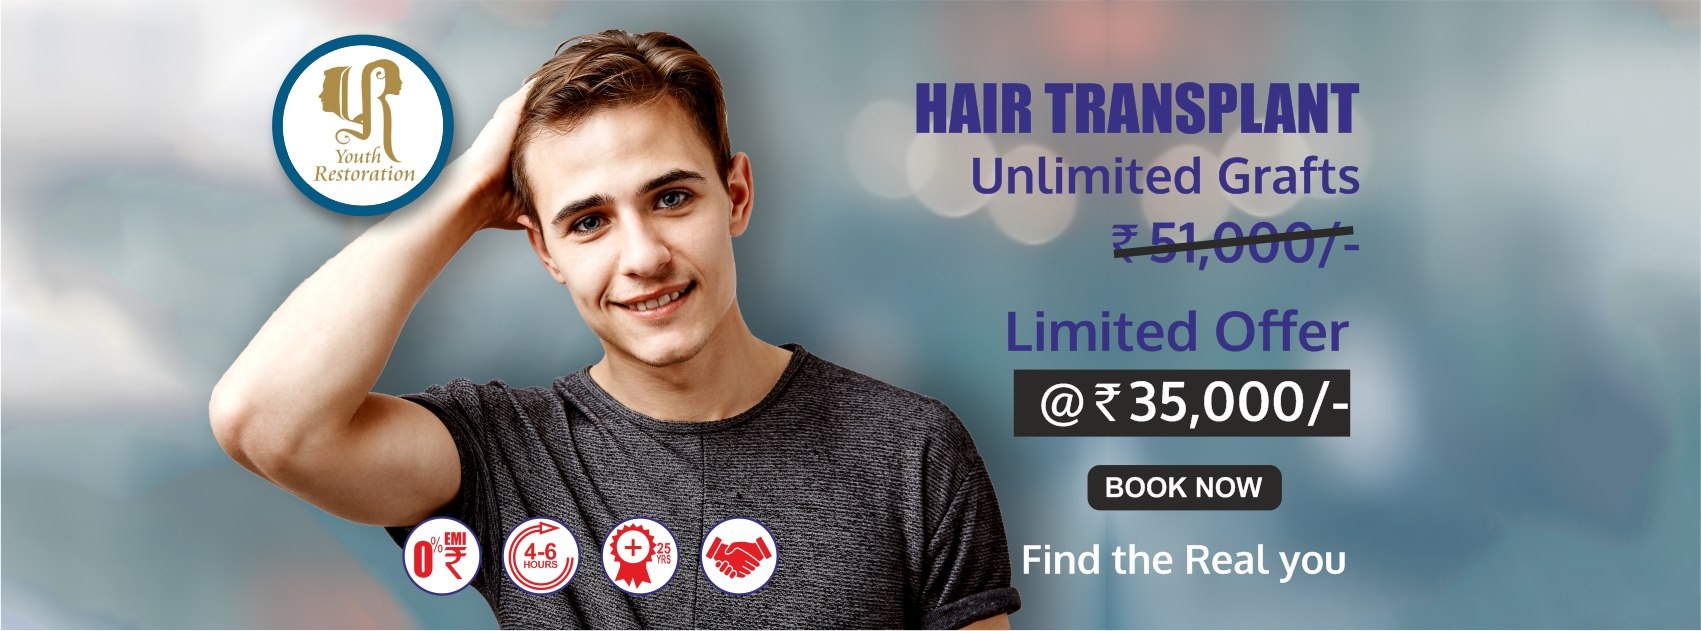 Youth
Restoration
HAIR TRANSPLANT
Unlimited Grafts
₹ 51,000/-
Limited Offer
@ ₹ 35,000/-
BOOK NOW
Find the Real you
0% EMI
₹
4-6
HOURS
+ 25
YRS